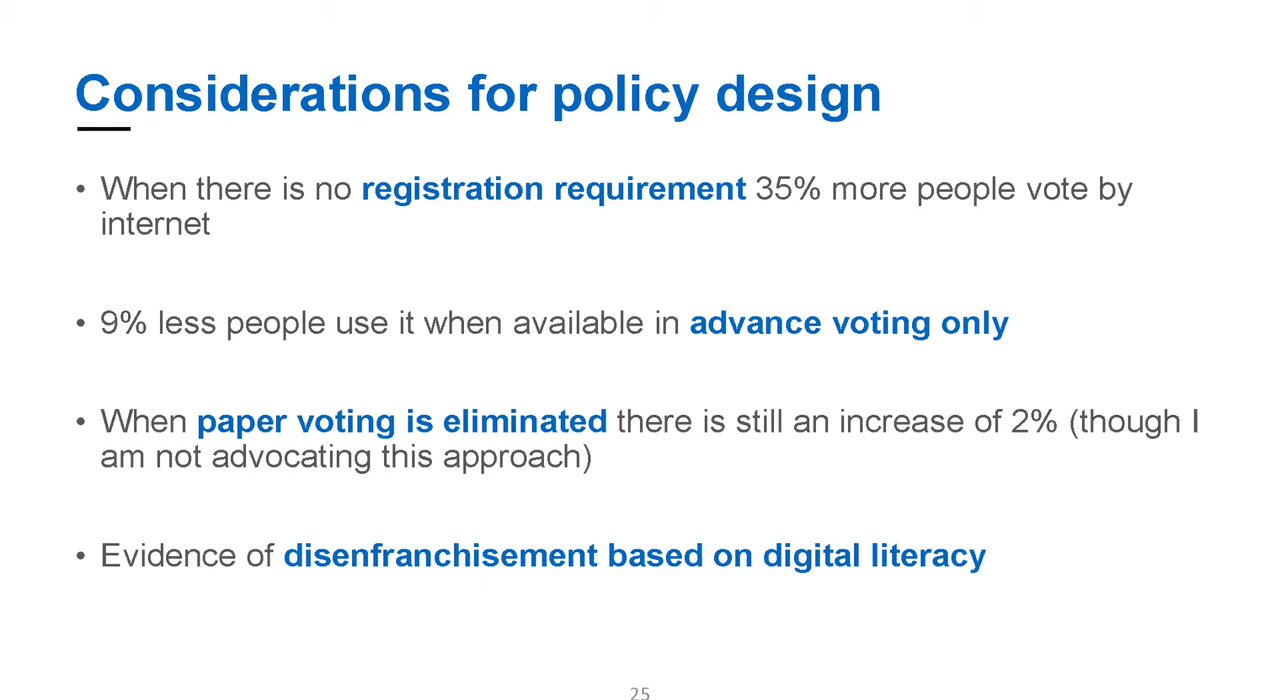 Considerations for policy design
• When there is no registration requirement 35% more people vote by
internet
• 9% less people use it when available in advance voting only
• When paper voting is eliminated there is still an increase of 2% (though I
am not advocating this approach)
• Evidence of disenfranchisement based on digital literacy
25